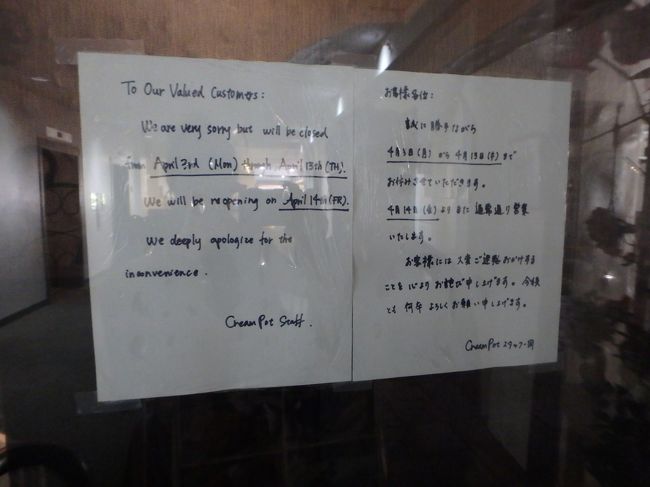 To Our Valued Customers:
We are very sorry but will be closed
from April 3rd (Mon) through April 13th (TH).
We will be reopening on April 14th (FR).
We deeply apologize for the
inconvenience.
Cream Pot Staff.
お客様各位:
誠に勝手ながら
4月3日(月)から4月13日(木)まで
お休みさせていただきます。
4月14日(金)より 通常通り営業
いたします。
お客様には大変ご迷惑おかけする
ことを心よりお詫び申し上げます。今後
とも何卒よろしくお願い申し上げます。
Cream Pot スタッフ一同